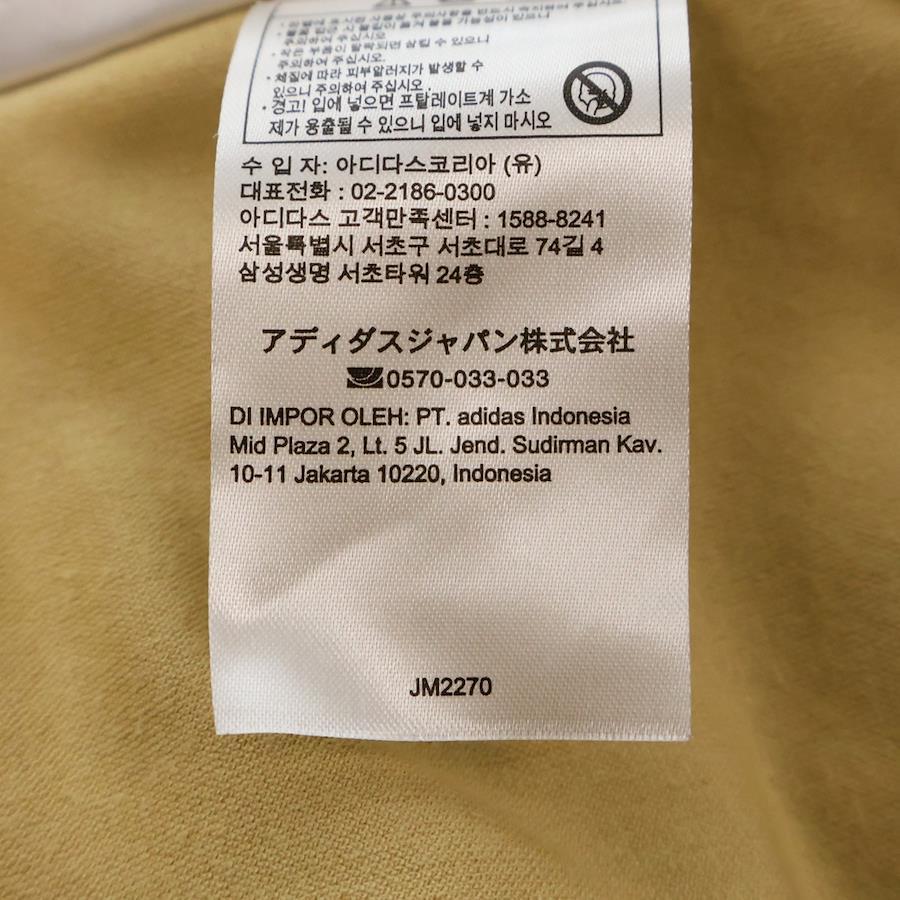 주의하여 주십시오.
· 작은 부품이 탈락되면 삼킬 수 있으니
주의하여 주십시오.
· 체질에 따라 피부알러지가 발생할 수
있으니 주의하여 주십시오.
· 경고! 입에 넣으면 프탈레이트계 가소
제가 용출될 수 있으니 입에 넣지 마시오
수 입 자: 아디다스코리아 (유)
대표전화 : 02-2186-0300
아디다스 고객만족센터 : 1588-8241
서울특별시 서초구 서초대로 74길 4
삼성생명 서초타워 24층
アディダスジャパン株式会社
0570-033-033
DI IMPOR OLEH: PT. adidas Indonesia
Mid Plaza 2, Lt. 5 JL. Jend. Sudirman Kav.
10-11 Jakarta 10220, Indonesia
JM2270